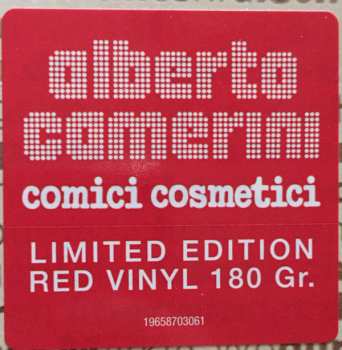 alberto
camerini
comici cosmetici
LIMITED EDITION
RED VINYL 180 Gr.
19658703061